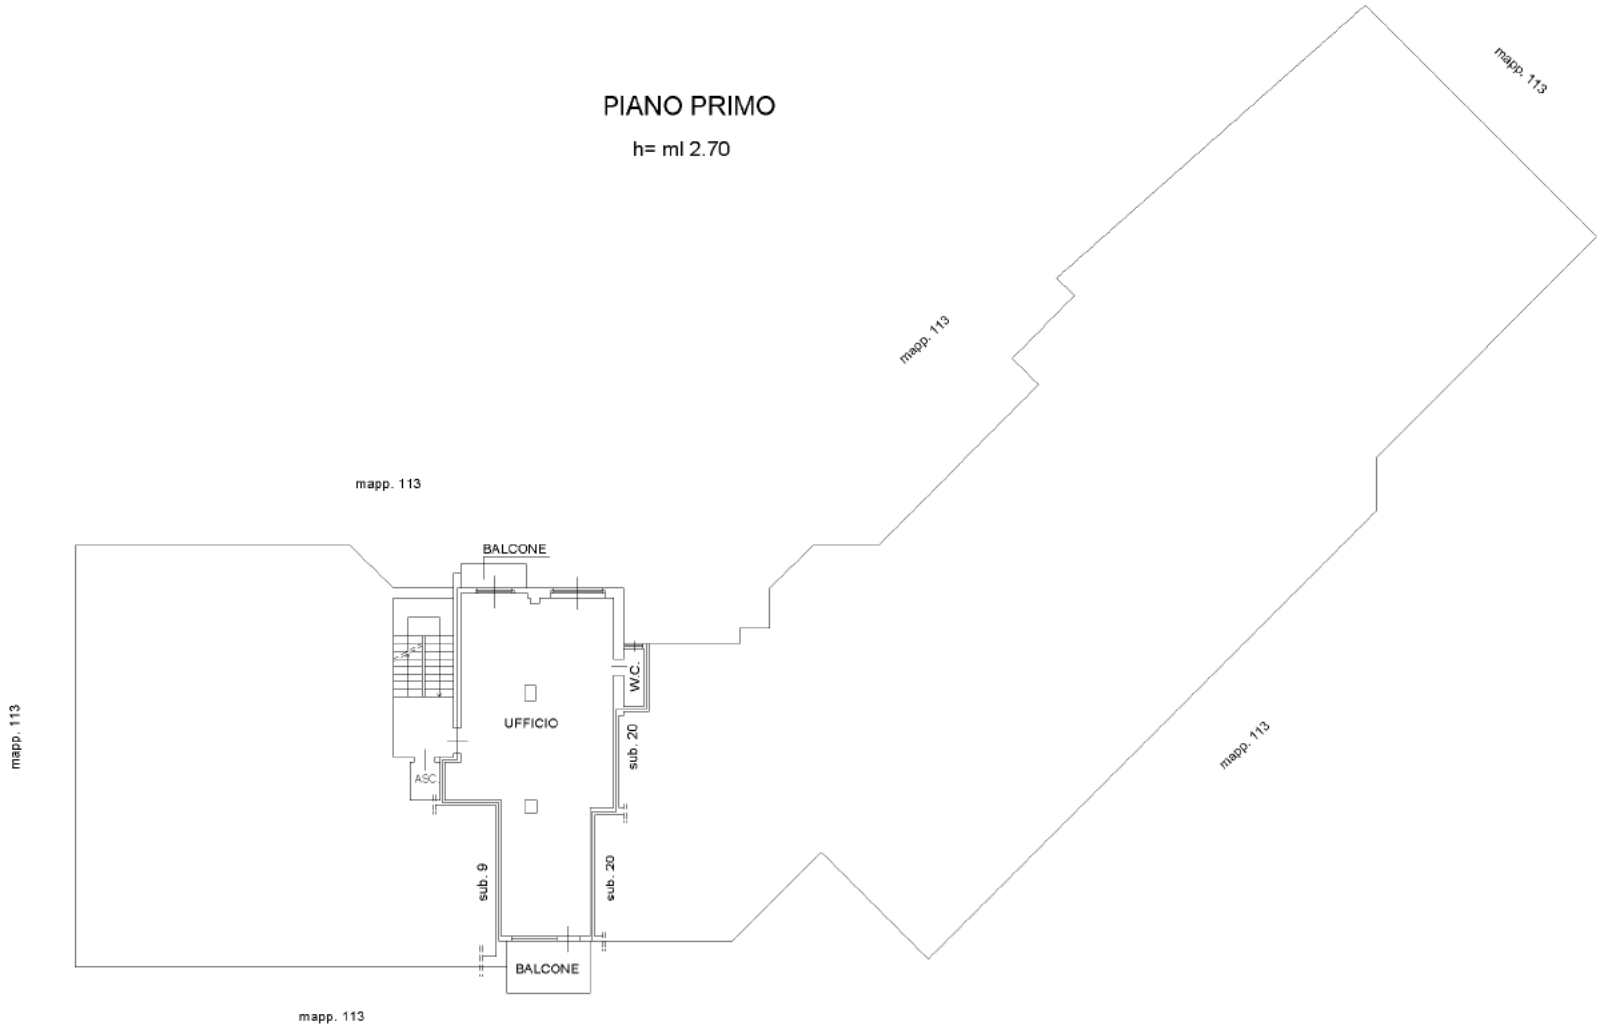 PIANO PRIMO
h= ml 2.70
mapp. 113
mapp. 113
mapp. 113
BALCONE
W.C.
UFFICIO
sub. 20
mapp. 113
mapp. 113
ASC.
sub. 9
sub. 20
BALCONE
mapp. 113